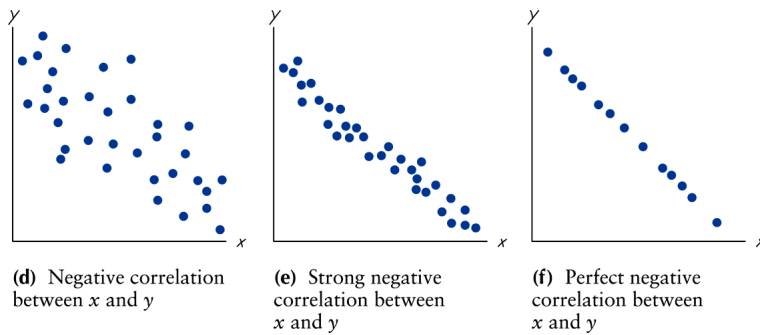 y
x
(d) Negative correlation
between x and y
y
x
(e) Strong negative
correlation between
x and y
y
x
(f) Perfect negative
correlation between
x and y